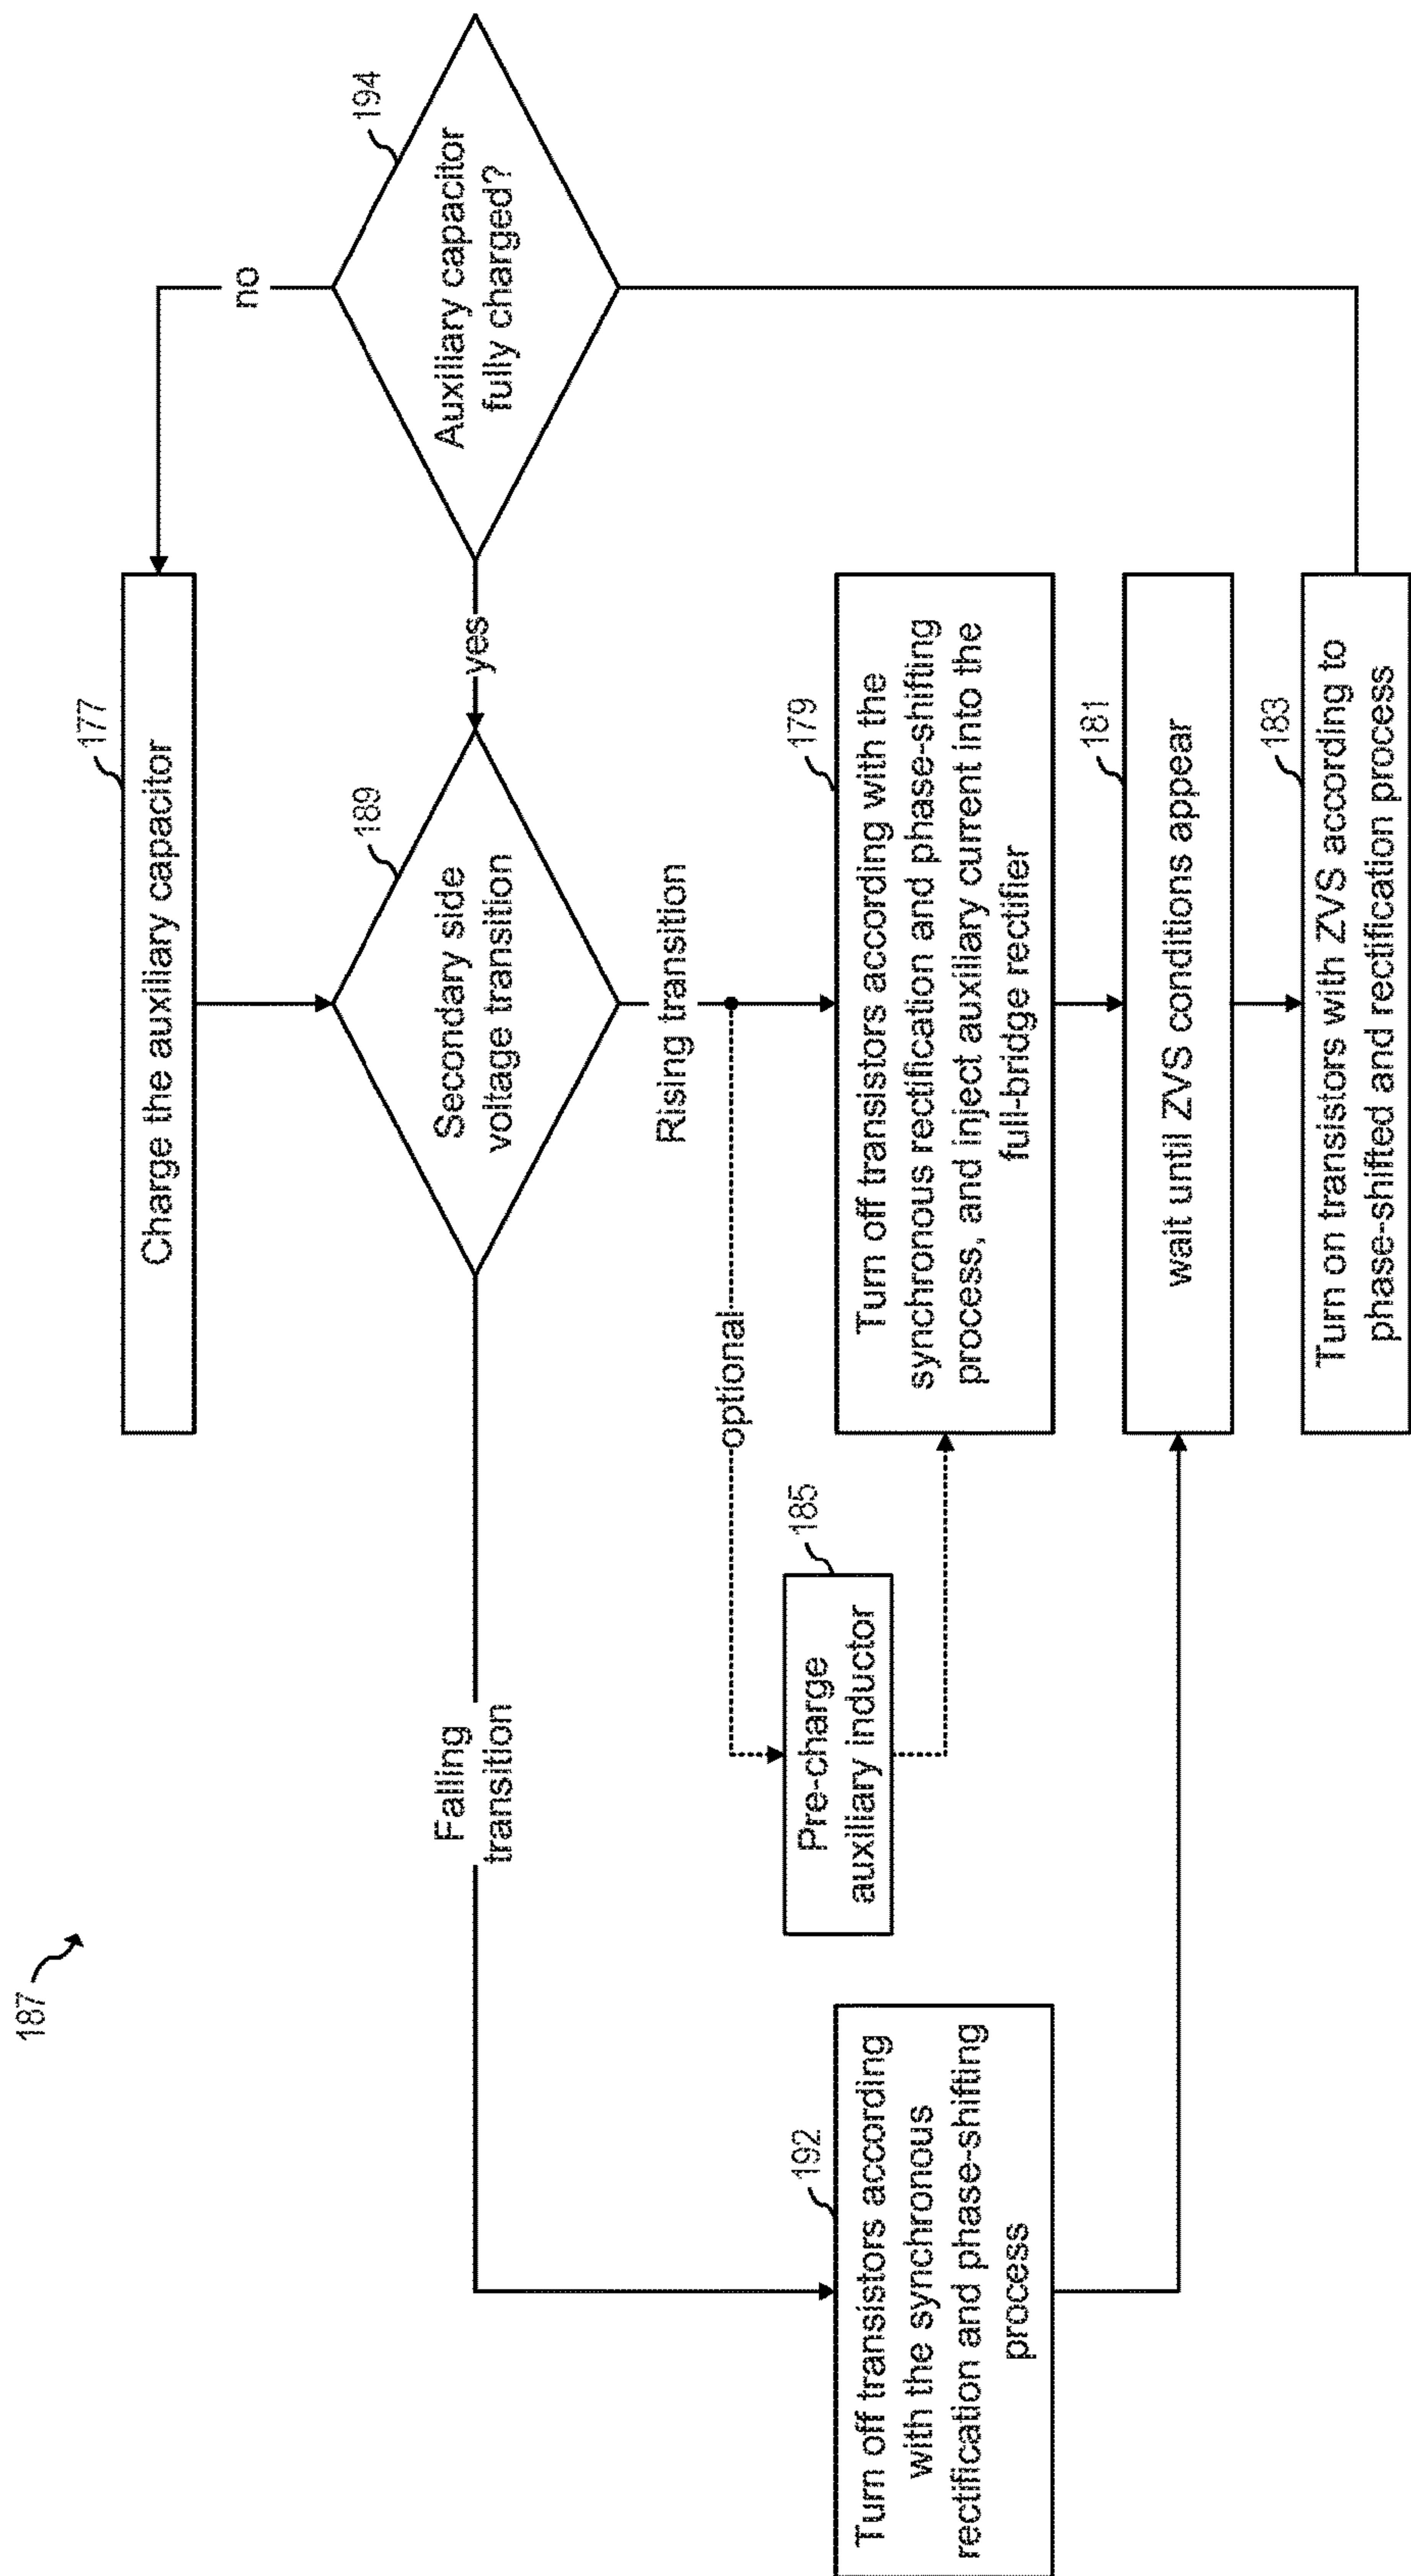 187
177
Charge the auxiliary capacitor
194
Auxiliary capacitor
fully charged?
no
yes
189
Secondary side
voltage transition
Falling
transition
Rising transition
optional
185
Pre-charge
auxiliary inductor
192
Turn off transistors according
with the synchronous
rectification and phase-shifting
process
179
Turn off transistors according with the
synchronous rectification and phase-shifting
process, and inject auxiliary current into the
full-bridge rectifier
181
wait until ZVS conditions appear
183
Turn on transistors with ZVS according to
phase-shifted and rectification process